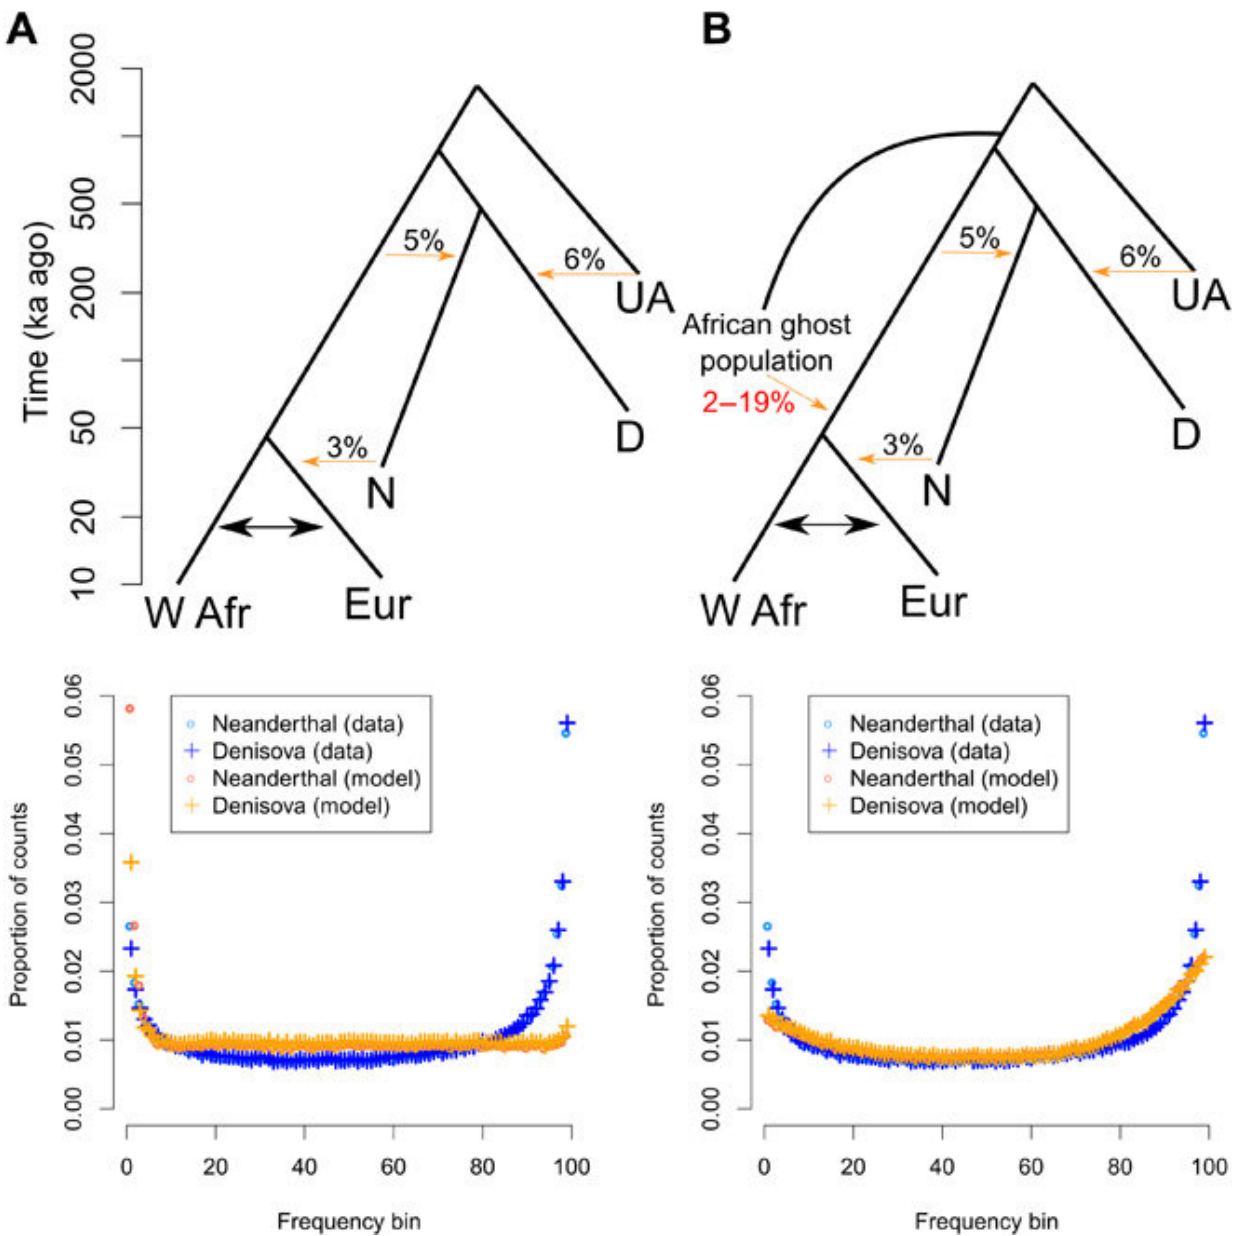 A
B
Time (ka ago)
2000
500
200
50
20
10
5%
6%
UA
3%
N
D
W Afr
Eur
5%
6%
UA
African ghost
population
2–19%
3%
N
D
W Afr
Eur
Proportion of counts
0.06
0.05
0.04
0.03
0.02
0.01
0.00
Neanderthal (data)
Denisova (data)
Neanderthal (model)
Denisova (model)
0 20 40 60 80 100
Frequency bin
Proportion of counts
0.06
0.05
0.04
0.03
0.02
0.01
0.00
Neanderthal (data)
Denisova (data)
Neanderthal (model)
Denisova (model)
0 20 40 60 80 100
Frequency bin